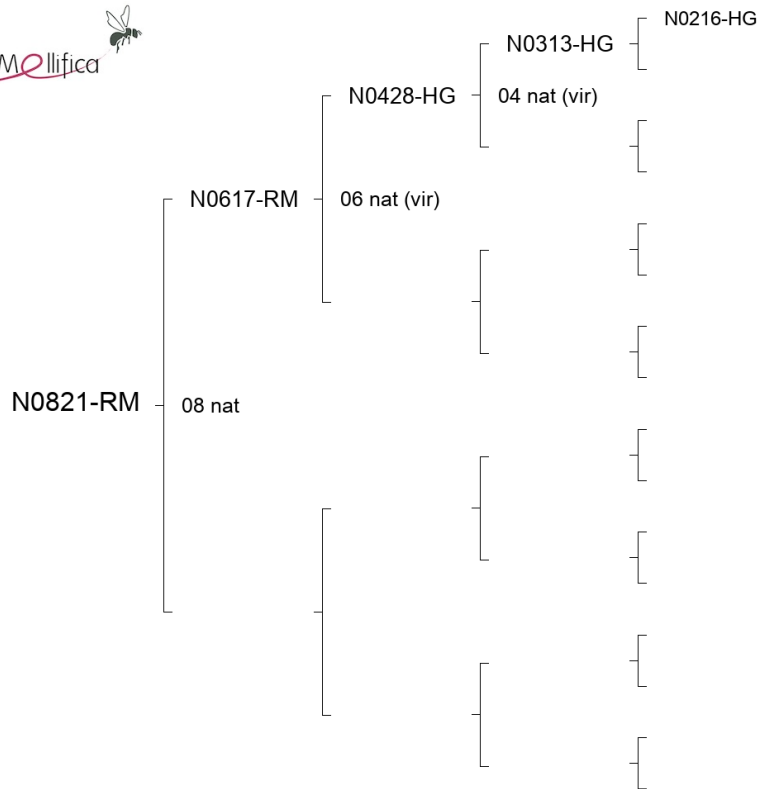 Mellifica
N0216-HG
N0313-HG
N0428-HG
04 nat (vir)
N0617-RM
06 nat (vir)
N0821-RM
08 nat